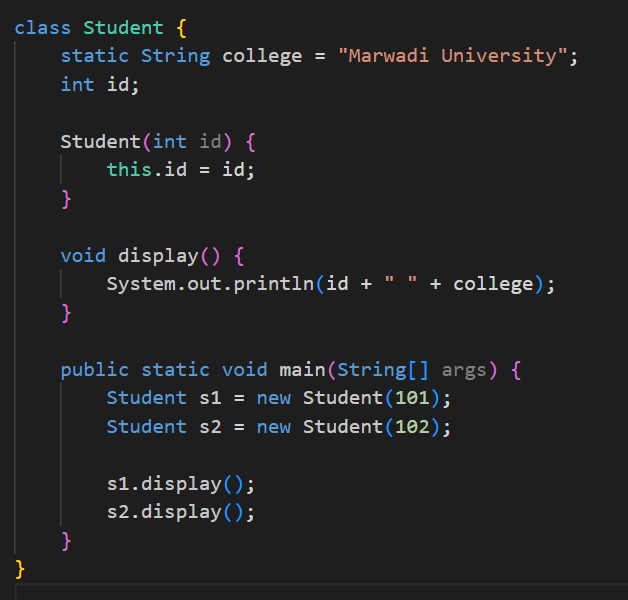 class Student {
    static String college = "Marwadi University";
    int id;

    Student(int id) {
        this.id = id;
    }

    void display() {
        System.out.println(id + " " + college);
    }

    public static void main(String[] args) {
        Student s1 = new Student(101);
        Student s2 = new Student(102);

        s1.display();
        s2.display();
    }
}